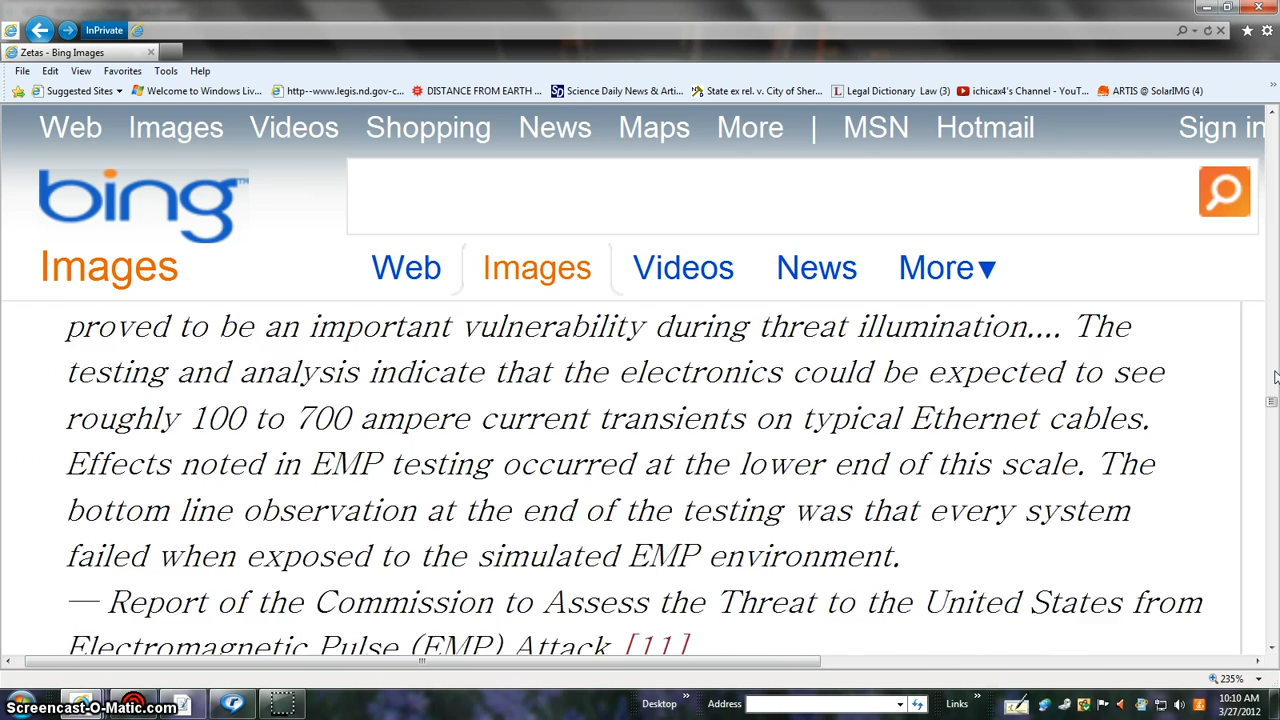 InPrivate
Zetas - Bing Images
File Edit View Favorites Tools Help
Suggested Sites Welcome to Windows Liv... http--www.legis.nd.gov-c... DISTANCE FROM EARTH ... Science Daily News & Arti... State ex rel. v. City of Sher... Legal Dictionary Law (3) ichicax4's Channel - YouT... ARTIS @ SolarIMG (4)
Web Images Videos Shopping News Maps More | MSN Hotmail Sign in
bing™
Images Web Images Videos News More▼
proved to be an important vulnerability during threat illumination.... The
testing and analysis indicate that the electronics could be expected to see
roughly 100 to 700 ampere current transients on typical Ethernet cables.
Effects noted in EMP testing occurred at the lower end of this scale. The
bottom line observation at the end of the testing was that every system
failed when exposed to the simulated EMP environment.
— Report of the Commission to Assess the Threat to the United States from
Electromagnetic Pulse (EMP) Attack [11]
235%
Desktop » Address Links » 10:10 AM
3/27/2012
Screencast-O-Matic.com